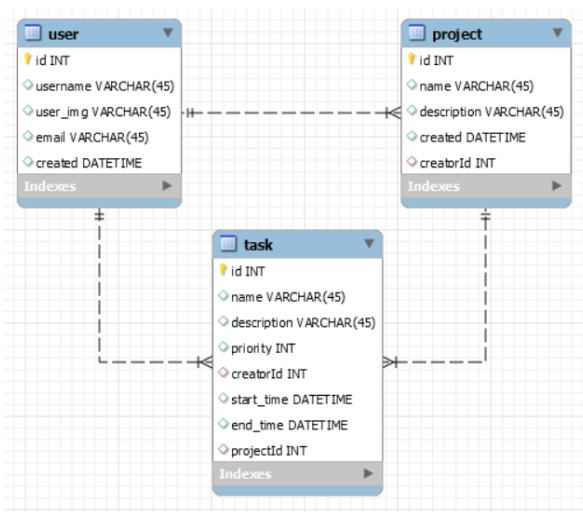 user
id INT
username VARCHAR(45)
user_img VARCHAR(45)
email VARCHAR(45)
created DATETIME
Indexes
project
id INT
name VARCHAR(45)
description VARCHAR(45)
created DATETIME
creatorId INT
Indexes
task
id INT
name VARCHAR(45)
description VARCHAR(45)
priority INT
creatorId INT
start_time DATETIME
end_time DATETIME
projectId INT
Indexes